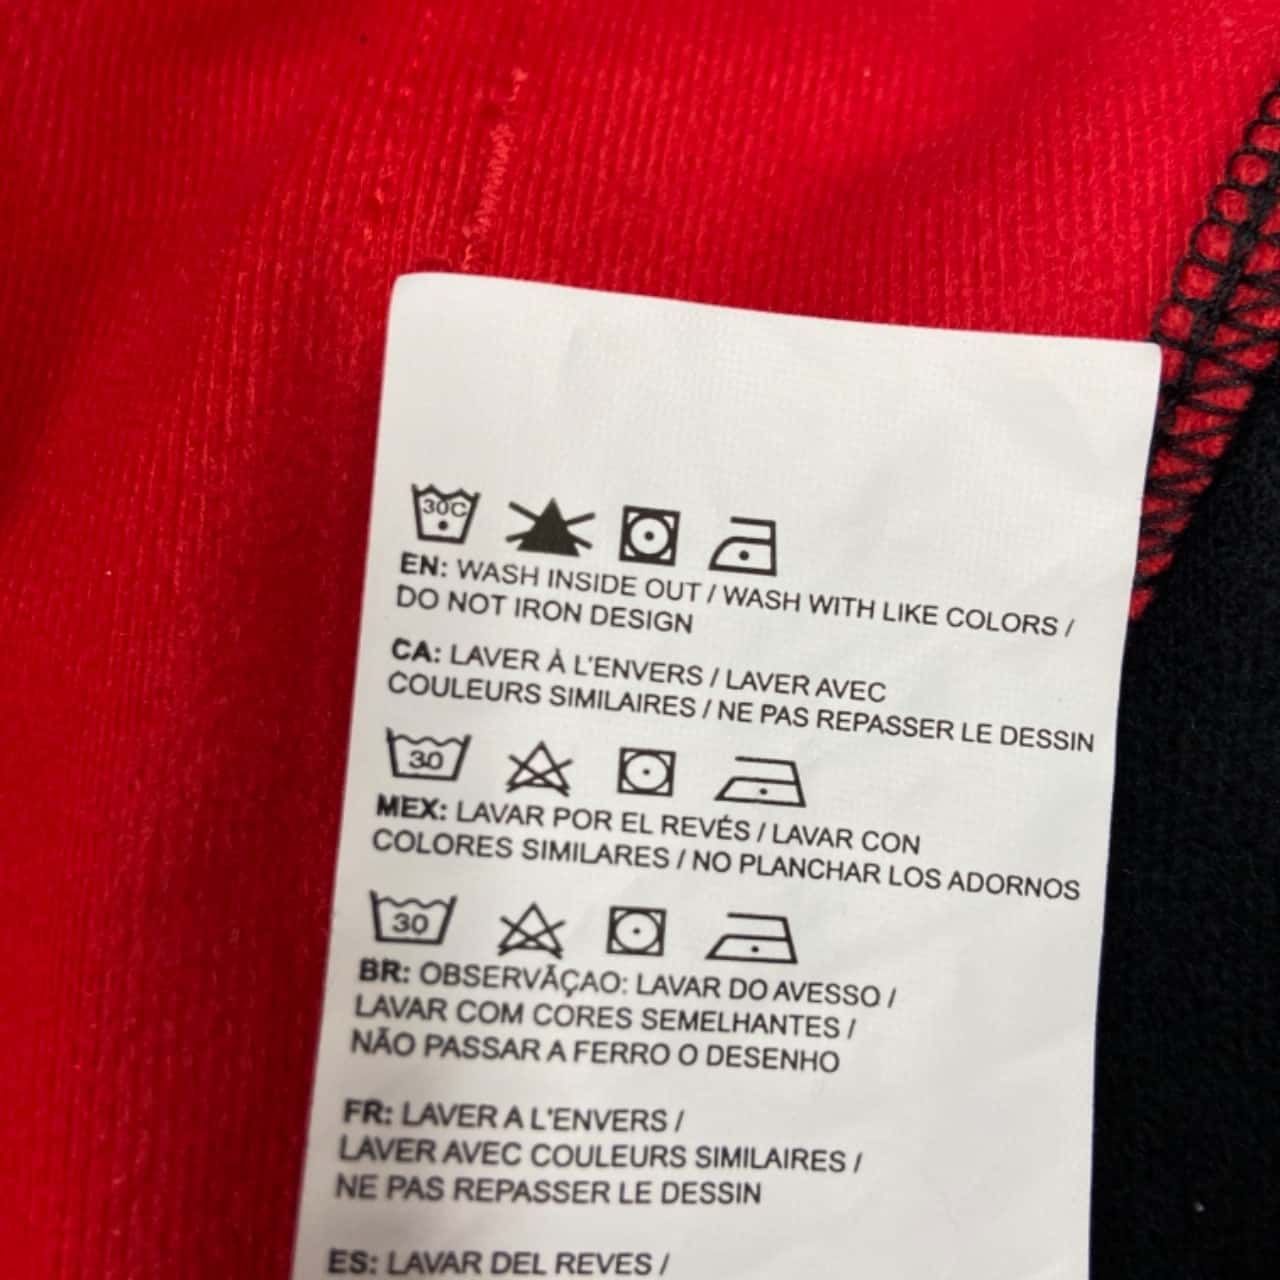 30C
EN: WASH INSIDE OUT / WASH WITH LIKE COLORS /
DO NOT IRON DESIGN
CA: LAVER À L'ENVERS / LAVER AVEC
COULEURS SIMILAIRES / NE PAS REPASSER LE DESSIN
30
MEX: LAVAR POR EL REVÉS / LAVAR CON
COLORES SIMILARES / NO PLANCHAR LOS ADORNOS
30
BR: OBSERVÃÇAO: LAVAR DO AVESSO /
LAVAR COM CORES SEMELHANTES /
NÃO PASSAR A FERRO O DESENHO
FR: LAVER A L'ENVERS /
LAVER AVEC COULEURS SIMILAIRES /
NE PAS REPASSER LE DESSIN
ES: LAVAR DEL REVES /